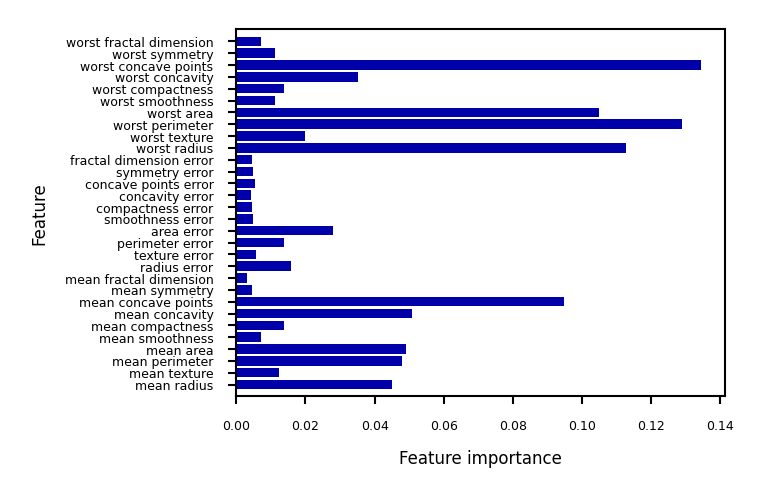 worst fractal dimension
worst symmetry
worst concave points
worst concavity
worst compactness
worst smoothness
worst area
worst perimeter
worst texture
worst radius
fractal dimension error
symmetry error
concave points error
concavity error
compactness error
smoothness error
area error
perimeter error
texture error
radius error
mean fractal dimension
mean symmetry
mean concave points
mean concavity
mean compactness
mean smoothness
mean area
mean perimeter
mean texture
mean radius
Feature
0.00 0.02 0.04 0.06 0.08 0.10 0.12 0.14
Feature importance